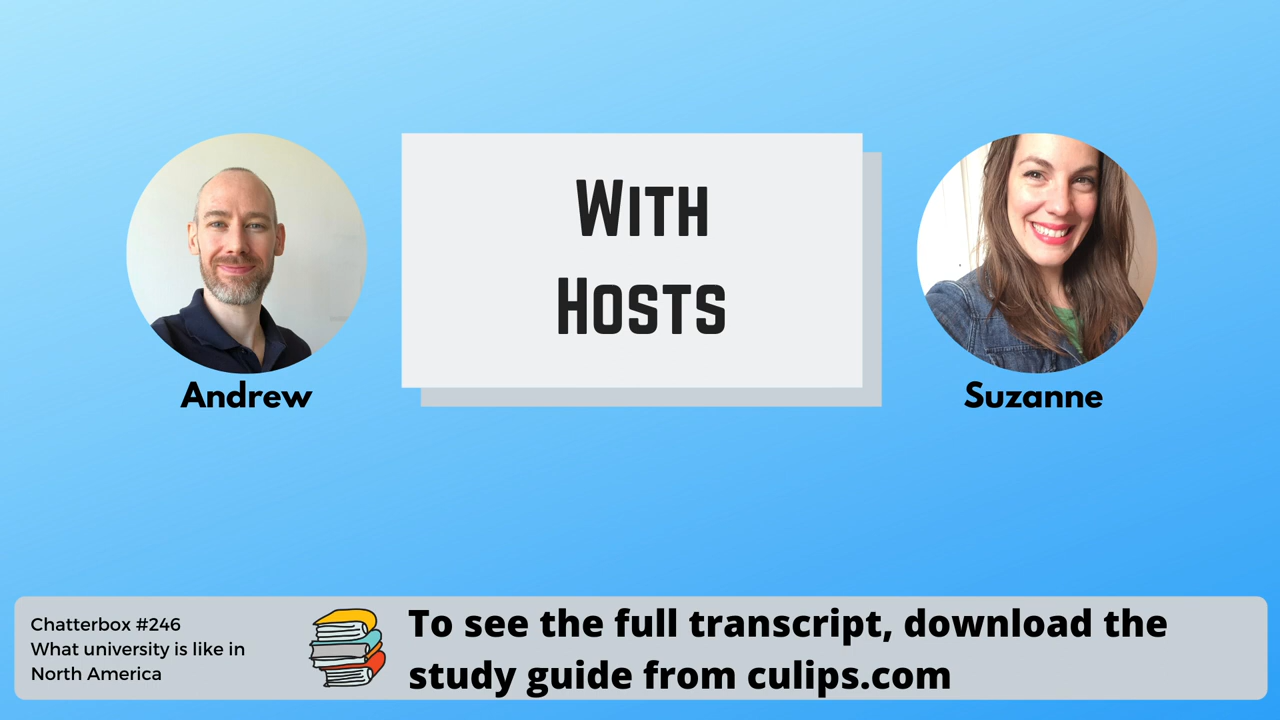 With
Hosts
Andrew
Suzanne
Chatterbox #246
What university is like in
North America
To see the full transcript, download the
study guide from culips.com